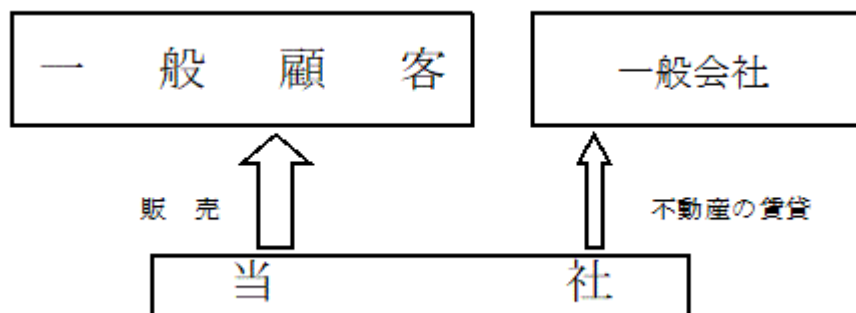 一般顧客
一般会社
販売
不動産の賃貸
当社